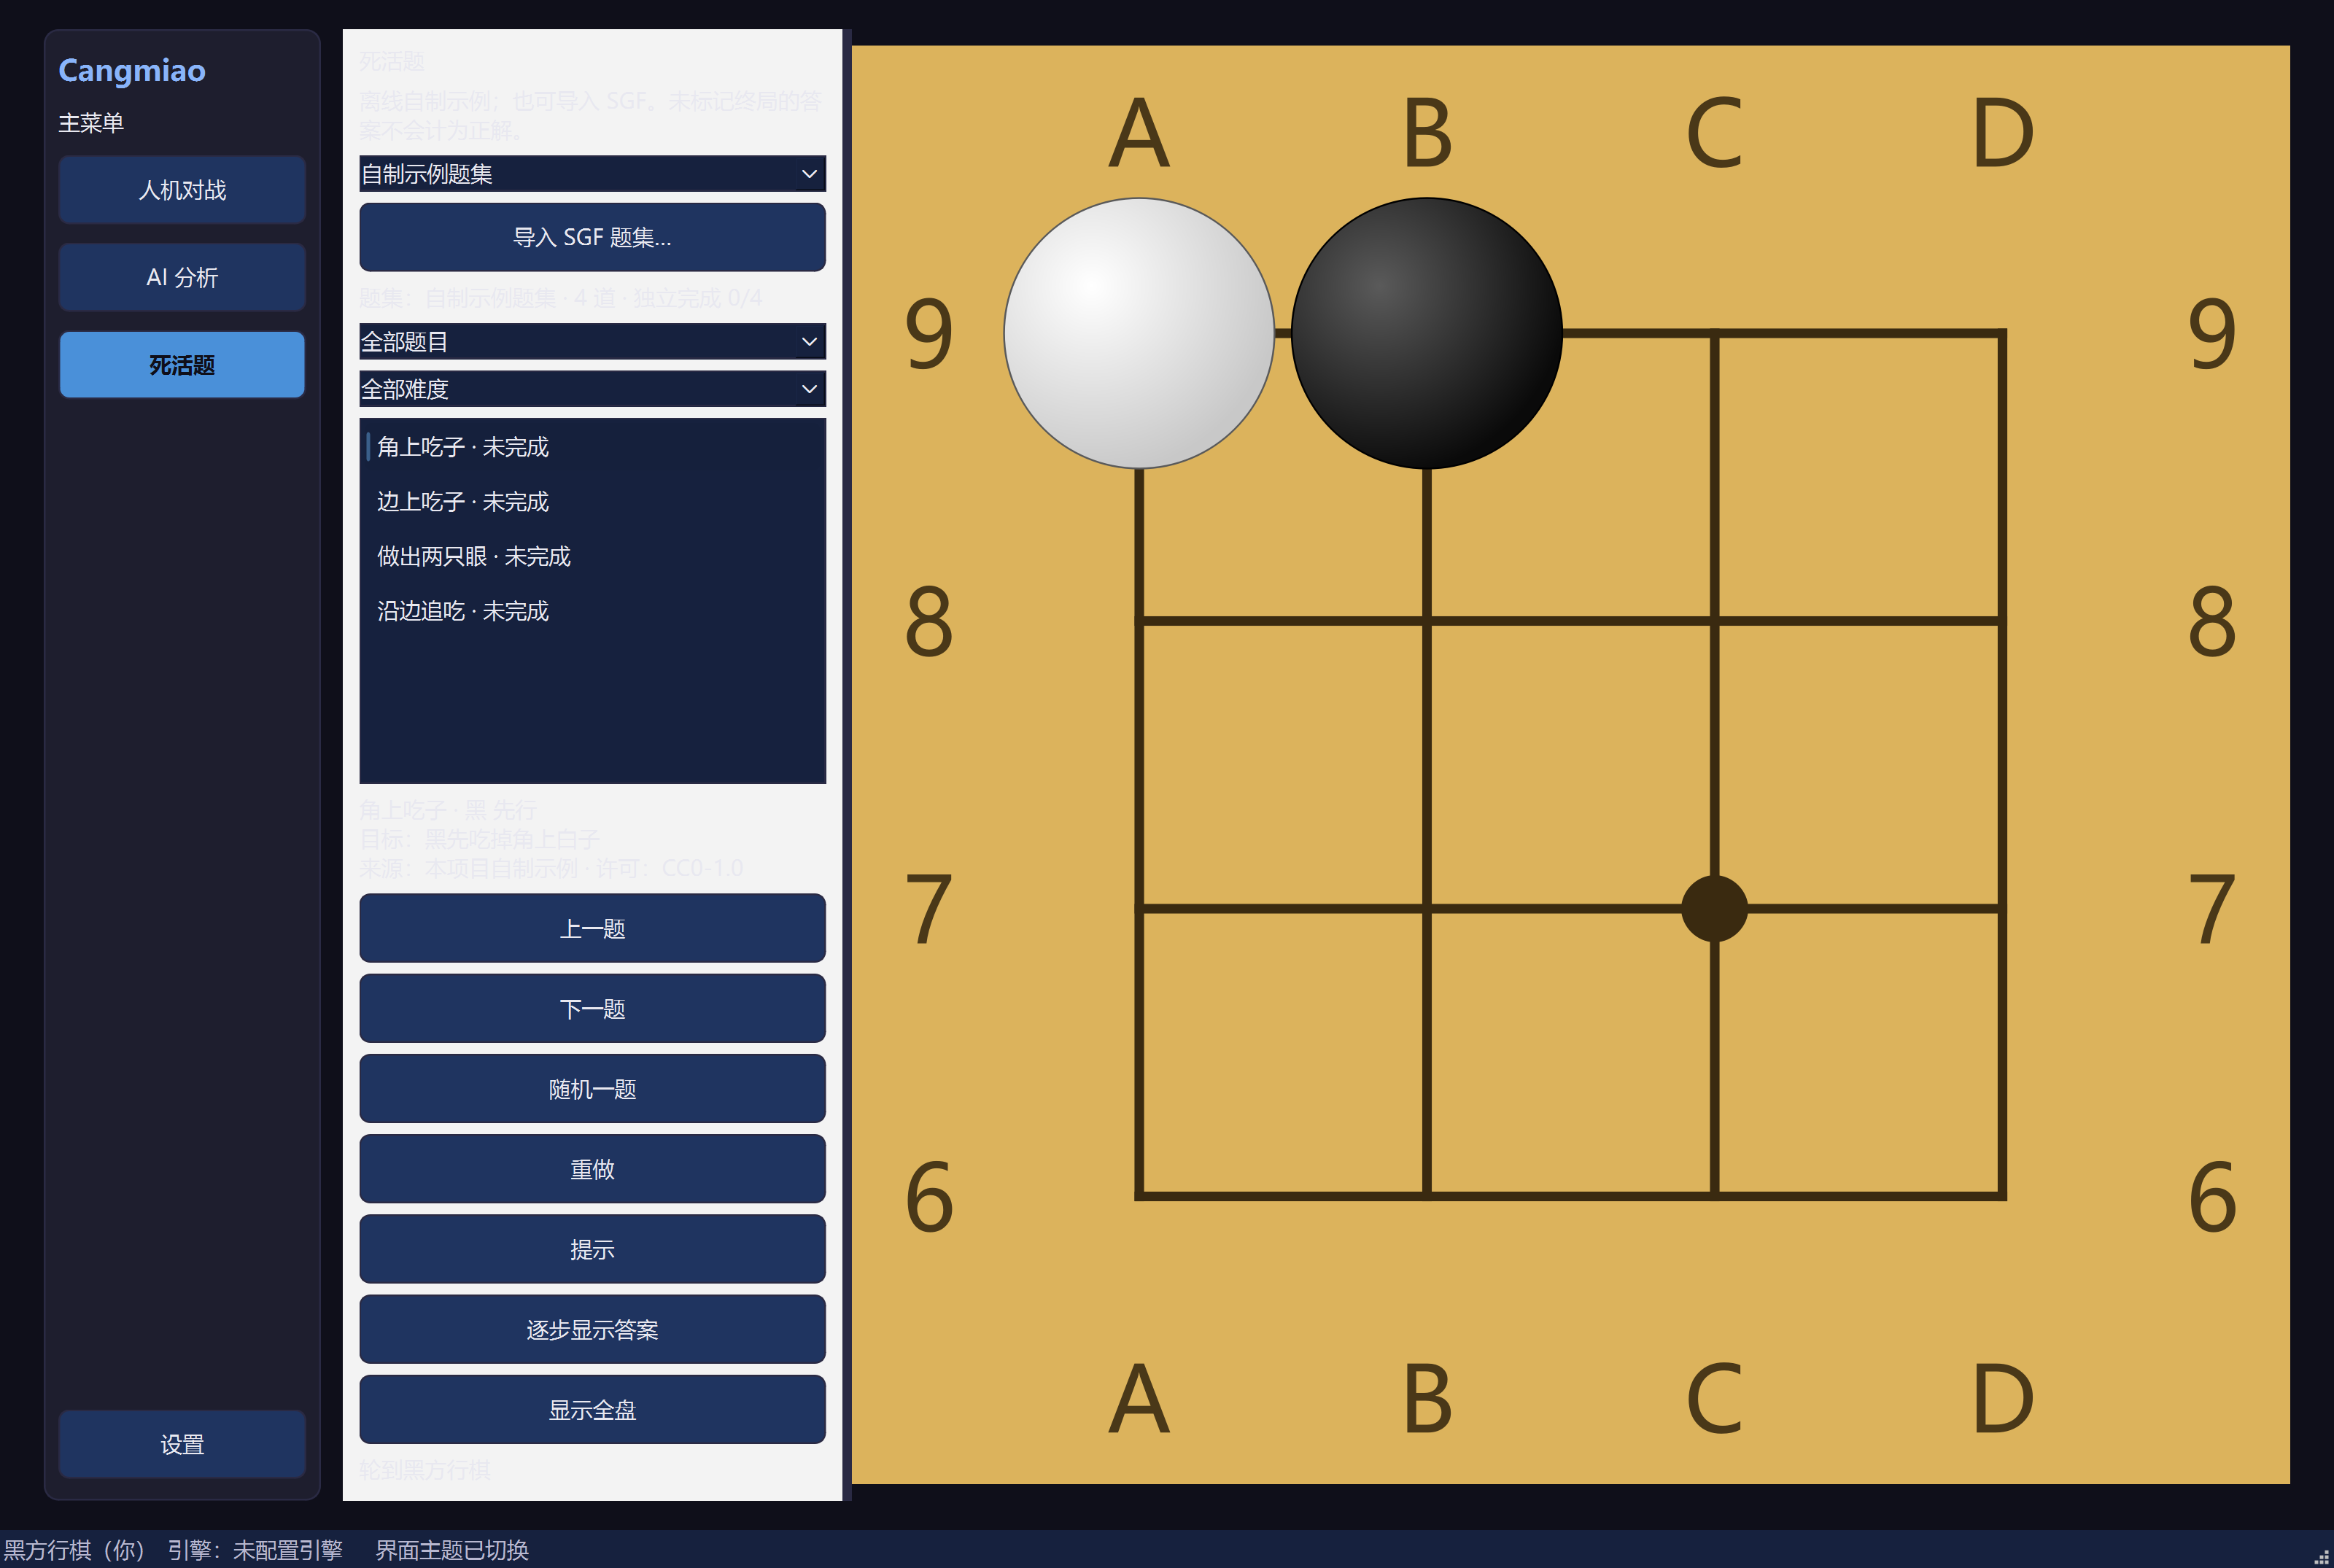 Cangmiao
主菜单
人机对战
AI 分析
死活题
设置
死活题
离线自制示例；也可导入 SGF。未标记终局的答
案不会计为正解。
自制示例题集
导入 SGF 题集...
题集：自制示例题集 · 4 道 · 独立完成 0/4
全部题目
全部难度
角上吃子 · 未完成
边上吃子 · 未完成
做出两只眼 · 未完成
沿边追吃 · 未完成
角上吃子 · 黑 先行
目标：黑先吃掉角上白子
来源：本项目自制示例 · 许可：CC0-1.0
上一题
下一题
随机一题
重做
提示
逐步显示答案
显示全盘
轮到黑方行棋
A B C D
9 9
8 8
7 7
6 6
A B C D
黑方行棋（你） 引擎：未配置引擎 界面主题已切换